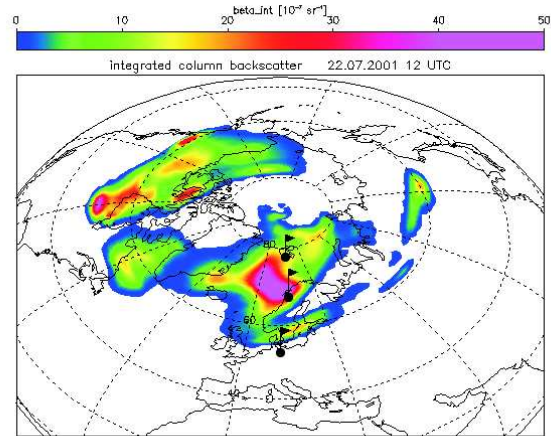 beta_int [10⁻⁷ sr⁻¹]
0 10 20 30 40 50
integrated column backscatter 22.07.2001 12 UTC
80
60
40